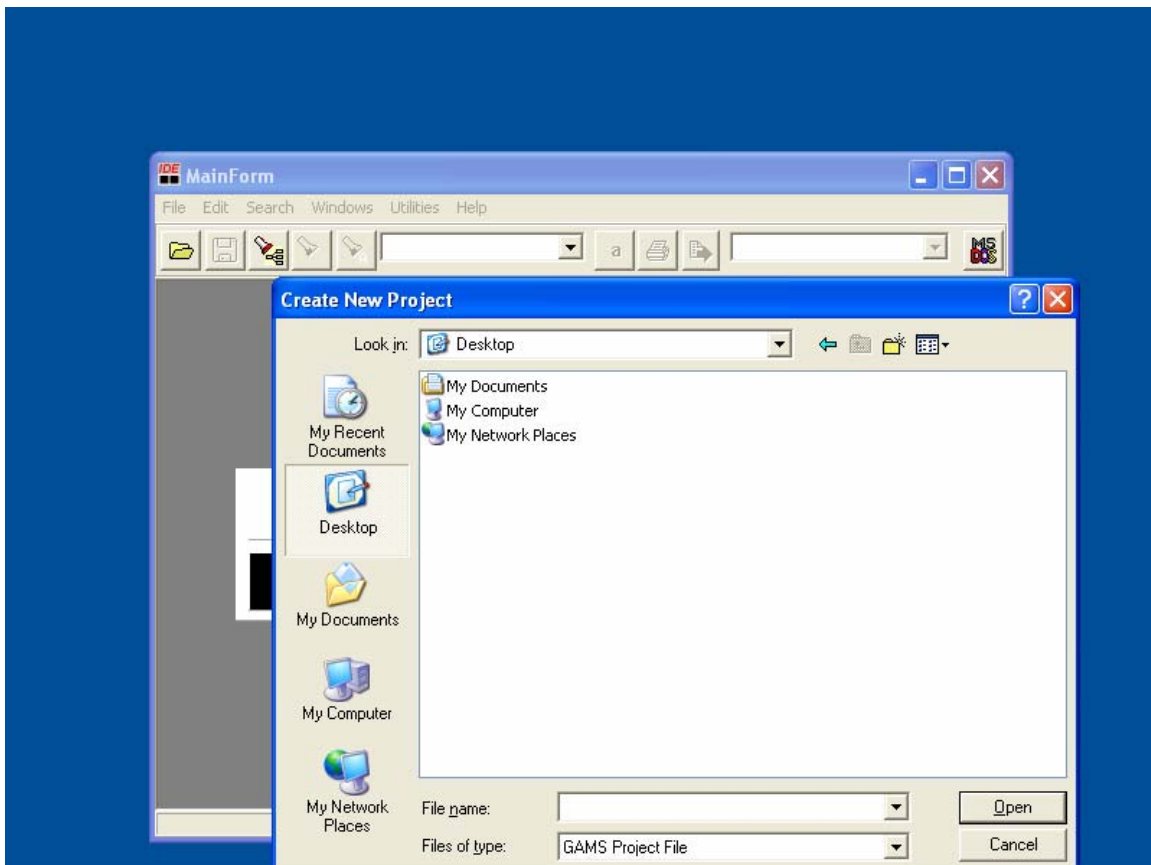 IDE MainForm
File Edit Search Windows Utilities Help
a
MS
DOS
Create New Project
Look in: Desktop
My Documents
My Computer
My Network Places
My Recent
Documents
Desktop
My Documents
My Computer
My Network
Places
File name:
Open
Files of type: GAMS Project File
Cancel